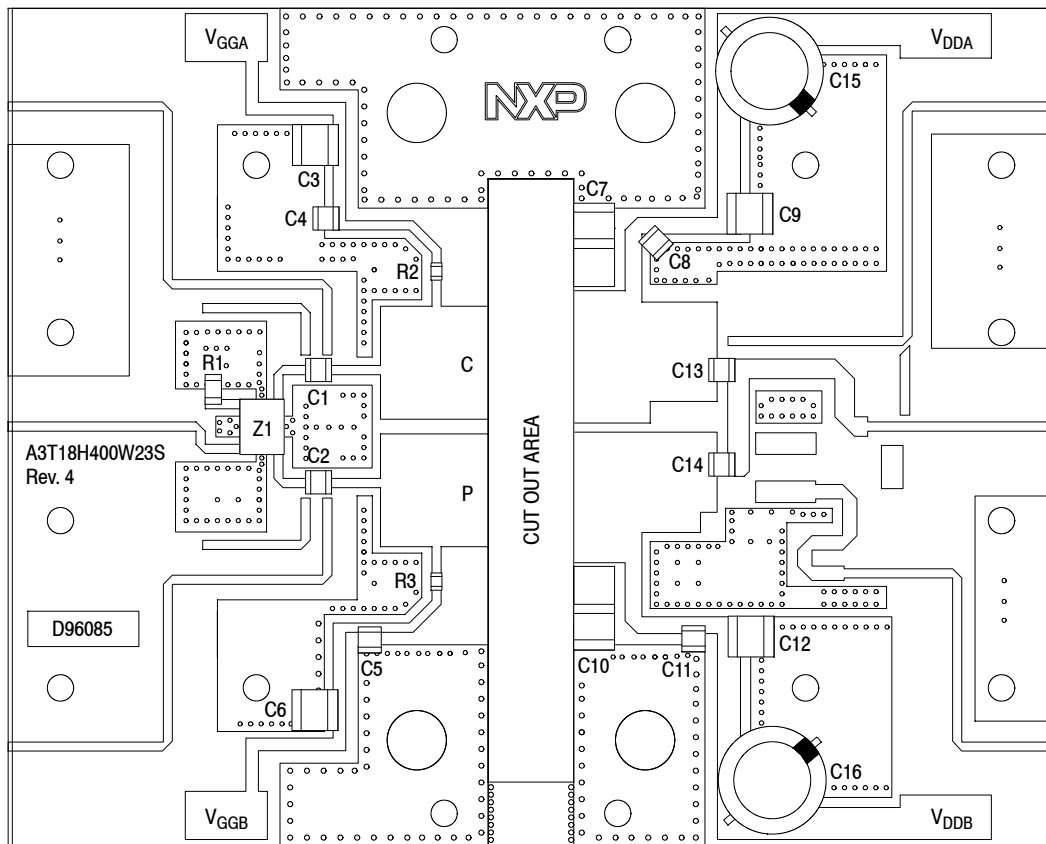 VGGA
NXP
VDDA
C15
C3
C7
C4
C9
R2
C8
R1
C
C13
C1
Z1
C2
A3T18H400W23S
Rev. 4
C14
CUT OUT AREA
P
R3
D96085
C5
C10
C11
C12
C6
C16
VGGB
VDDB